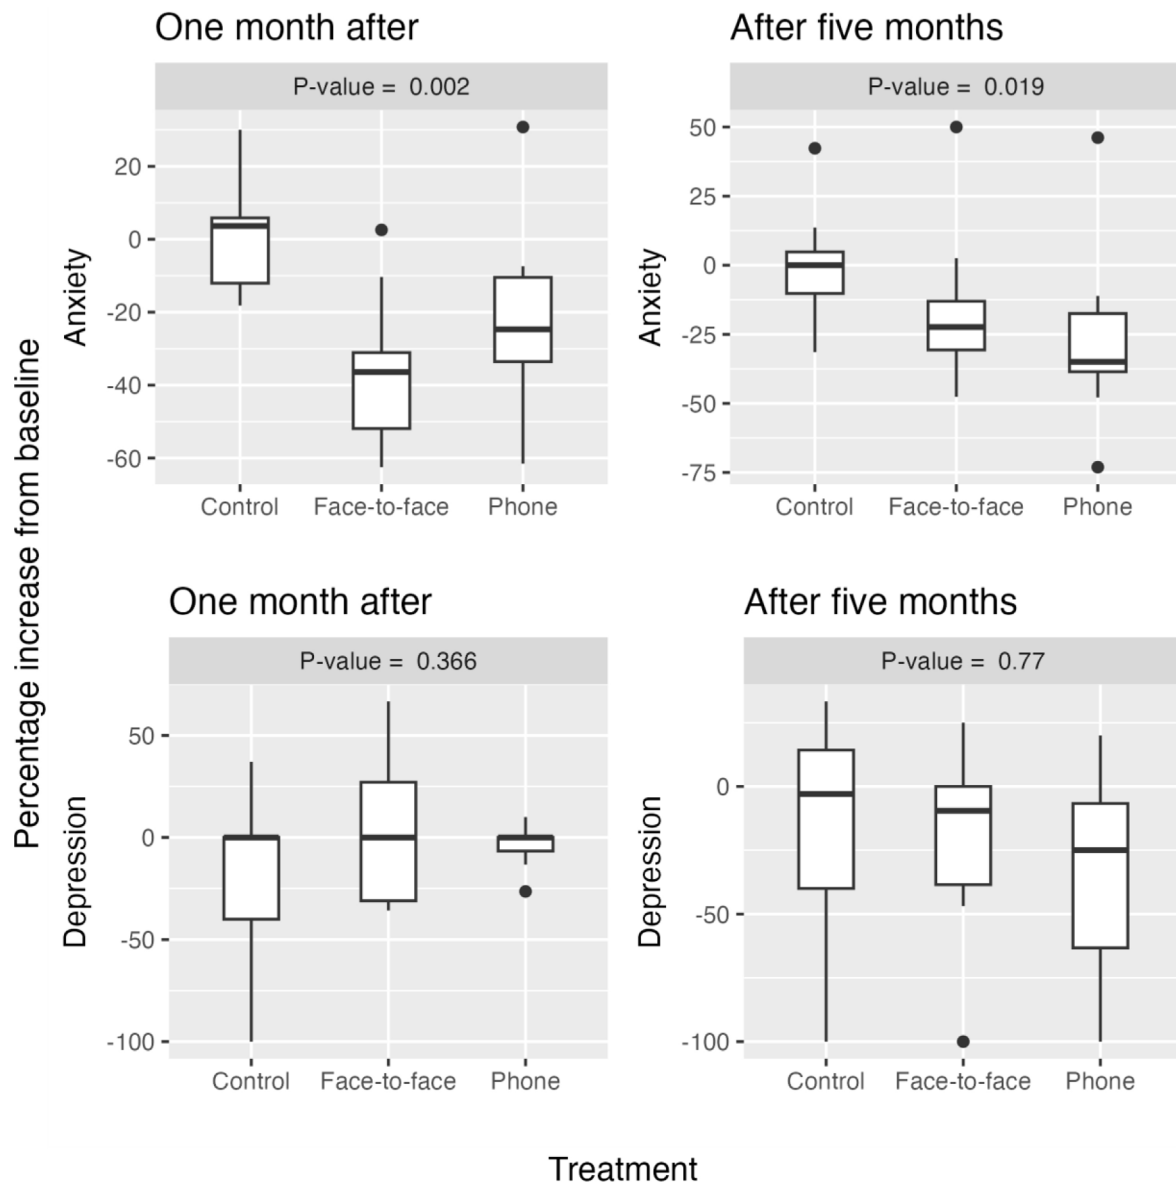 One month after
After five months
P-value =  0.002
P-value =  0.019
Percentage increase from baseline
Anxiety
20
0
-20
-40
-60
Control Face-to-face Phone
Anxiety
50
25
0
-25
-50
-75
Control Face-to-face Phone
One month after
After five months
P-value =  0.366
P-value =  0.77
Depression
50
0
-50
-100
Control Face-to-face Phone
Depression
0
-50
-100
Control Face-to-face Phone
Treatment